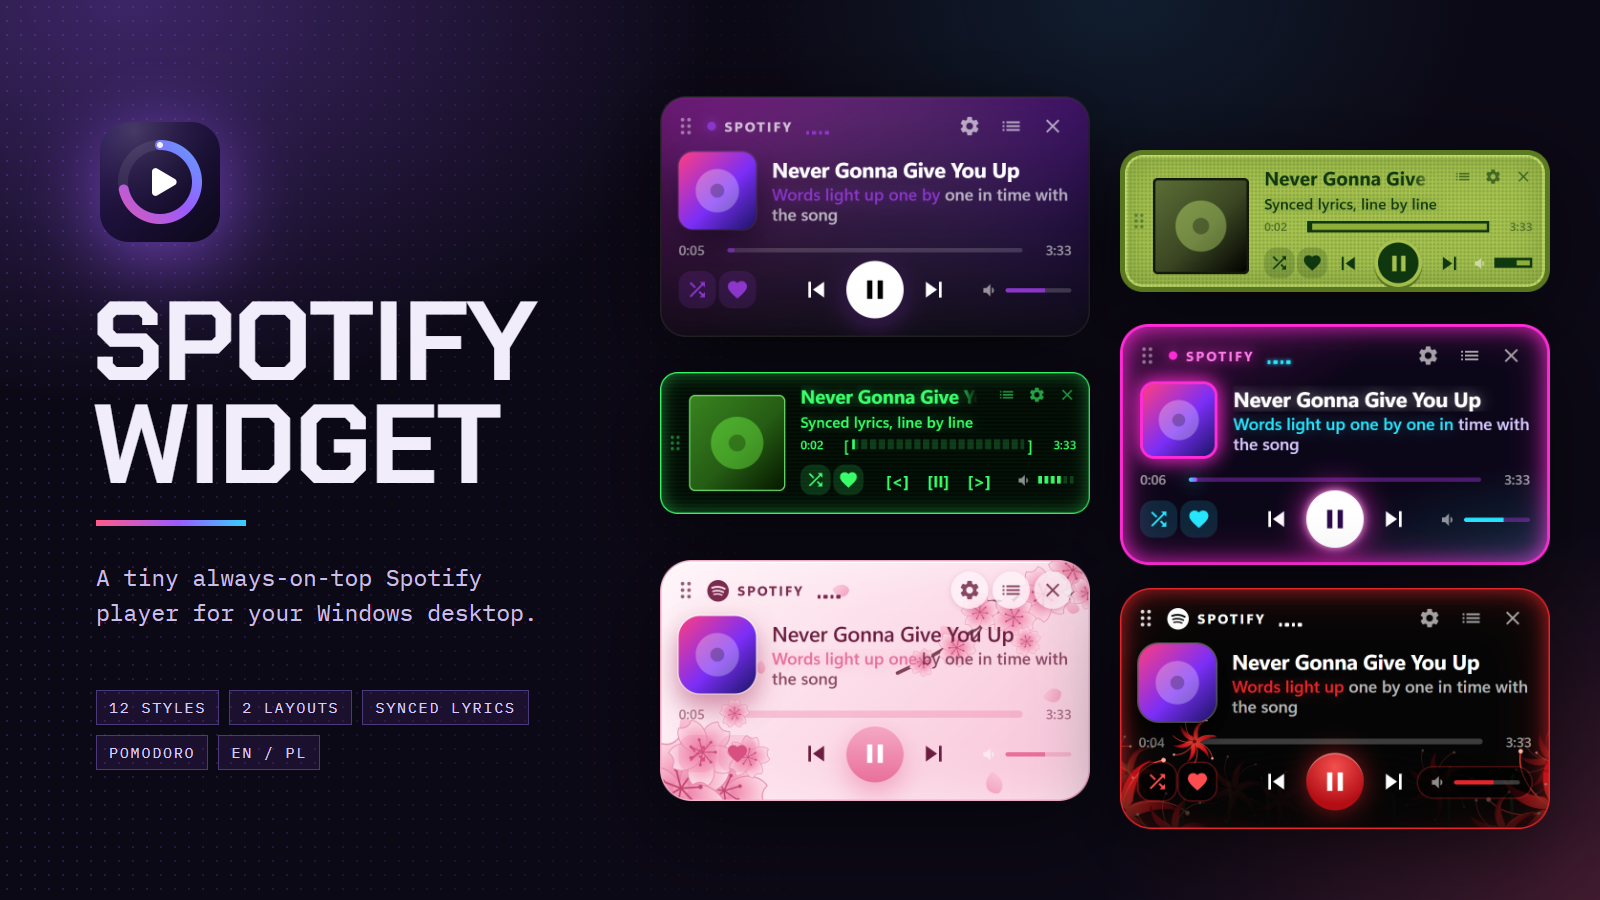 SPOTIFY
WIDGET
A tiny always-on-top Spotify
player for your Windows desktop.
12 STYLES
2 LAYOUTS
SYNCED LYRICS
POMODORO
EN / PL
SPOTIFY
Never Gonna Give You Up
Words light up one by one in time with
the song
0:05
3:33
Never Gonna Give Y
Synced lyrics, line by line
0:02
[
]
3:33
[<]
[II]
[>]
SPOTIFY
Never Gonna Give You Up
Words light up one by one in time with
the song
0:05
3:33
Never Gonna Give
Synced lyrics, line by line
0:02
3:33
SPOTIFY
Never Gonna Give You Up
Words light up one by one in time with
the song
0:06
3:33
SPOTIFY
Never Gonna Give You Up
Words light up one by one in time with
the song
0:04
3:33